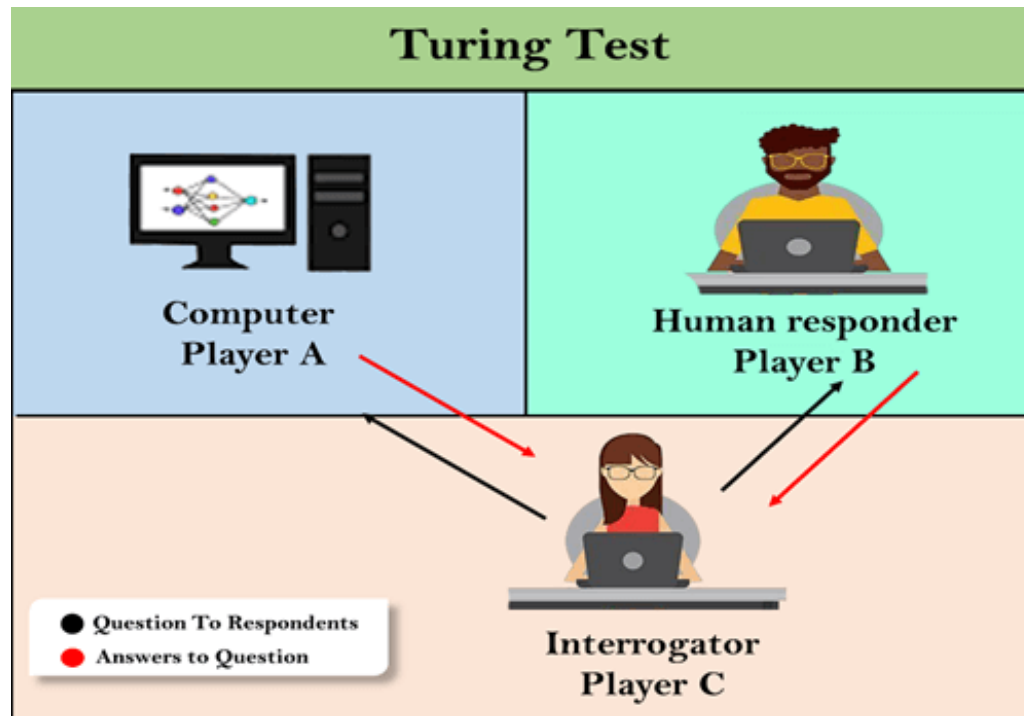 Turing Test
Computer
Player A
Human responder
Player B
Question To Respondents
Answers to Question
Interrogator
Player C